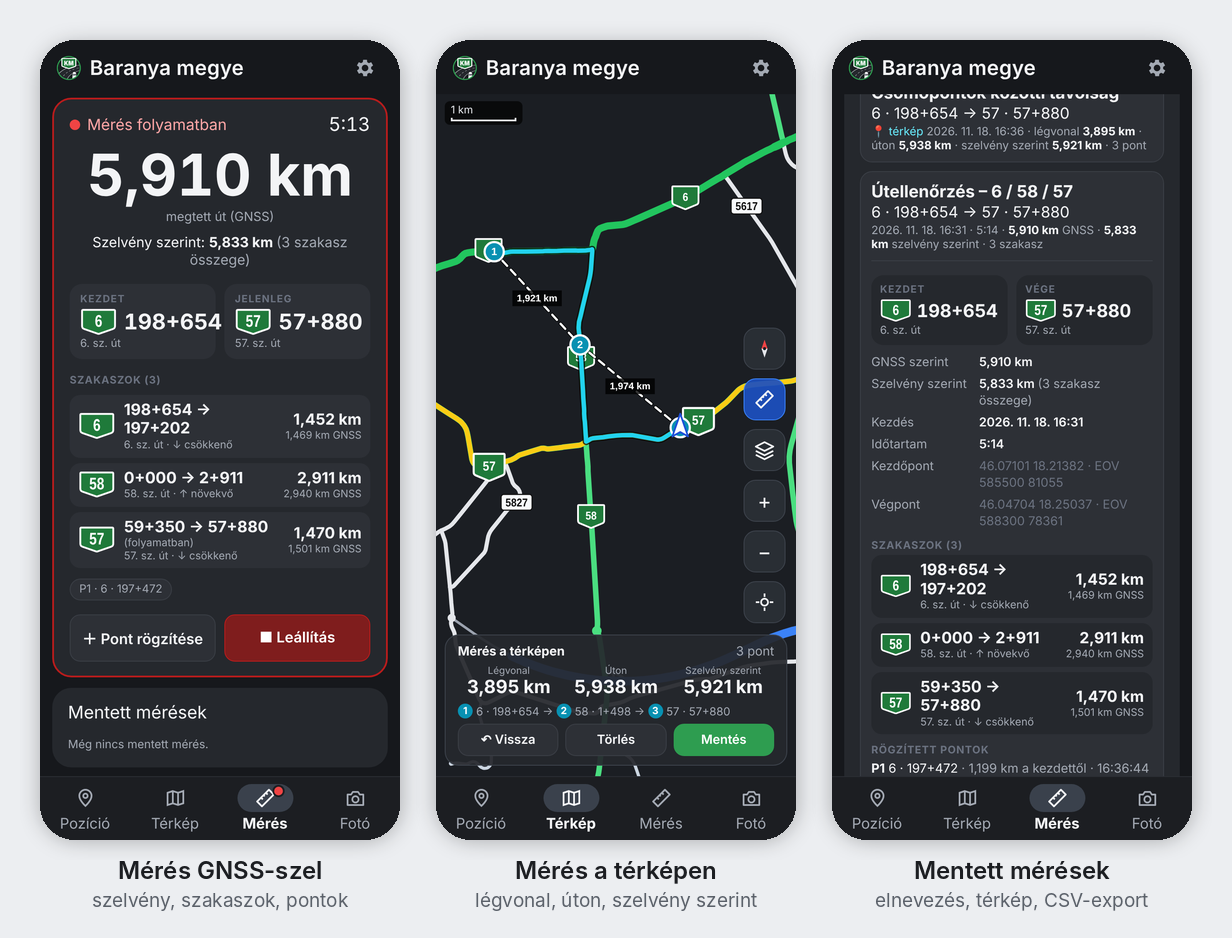 KM
Baranya megye
Mérés folyamatban
5:13
5,910 km
megtett út (GNSS)
Szelvény szerint: 5,833 km (3 szakasz
összege)
KEZDET
6
198+654
6. sz. út
JELENLEG
57
57+880
57. sz. út
SZAKASZOK (3)
6
198+654 →
197+202
6. sz. út · ↓ csökkenő
1,452 km
1,469 km GNSS
58
0+000 → 2+911
58. sz. út · ↑ növekvő
2,911 km
2,940 km GNSS
57
59+350 → 57+880
(folyamatban)
57. sz. út · ↓ csökkenő
1,470 km
1,501 km GNSS
P1 · 6 · 197+472
+ Pont rögzítése
Leállítás
Mentett mérések
Még nincs mentett mérés.
Pozíció
Térkép
Mérés
Fotó
Mérés GNSS-szel
szelvény, szakaszok, pontok
KM
Baranya megye
1 km
6
5617
1
1,921 km
2
1,974 km
57
57
5827
58
Mérés a térképen
3 pont
Légvonal
Úton
Szelvény szerint
3,895 km
5,938 km
5,921 km
1 6 · 198+654 → 2 58 · 1+498 → 3 57 · 57+880
↶ Vissza
Törlés
Mentés
Pozíció
Térkép
Mérés
Fotó
Mérés a térképen
légvonal, úton, szelvény szerint
KM
Baranya megye
Csomópontok közötti távolság
6 · 198+654 → 57 · 57+880
📍 térkép 2026. 11. 18. 16:36 · légvonal 3,895 km ·
úton 5,938 km · szelvény szerint 5,921 km · 3 pont
Útellenőrzés – 6 / 58 / 57
6 · 198+654 → 57 · 57+880
2026. 11. 18. 16:31 · 5:14 · 5,910 km GNSS · 5,833
km szelvény szerint · 3 szakasz
KEZDET
6
198+654
6. sz. út
VÉGE
57
57+880
57. sz. út
GNSS szerint 5,910 km
Szelvény szerint 5,833 km (3 szakasz
összege)
Kezdés 2026. 11. 18. 16:31
Időtartam 5:14
Kezdőpont 46.07101 18.21382 · EOV
585500 81055
Végpont 46.04704 18.25037 · EOV
588300 78361
SZAKASZOK (3)
6
198+654 →
197+202
6. sz. út · ↓ csökkenő
1,452 km
1,469 km GNSS
58
0+000 → 2+911
58. sz. út · ↑ növekvő
2,911 km
2,940 km GNSS
57
59+350 →
57+880
57. sz. út · ↓ csökkenő
1,470 km
1,501 km GNSS
RÖGZÍTETT PONTOK
P1 6 · 197+472 · 1,199 km a kezdettől · 16:36:44
Pozíció
Térkép
Mérés
Fotó
Mentett mérések
elnevezés, térkép, CSV-export